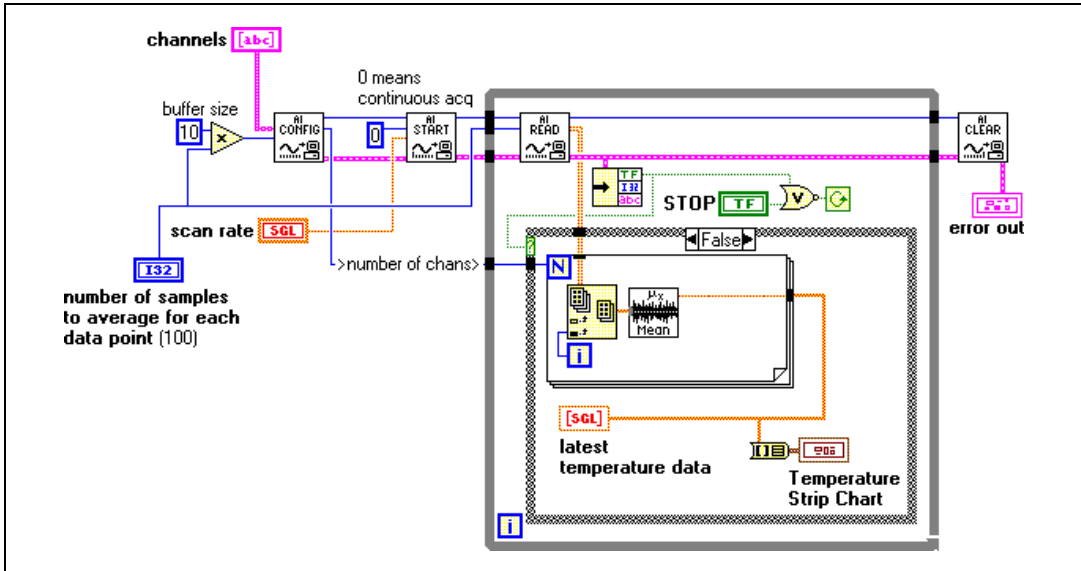 channels [abc]
0 means
continuous acq
buffer size
10
x
AI
CONFIG
0
AI
START
AI
READ
AI
CLEAR
TF
I32
abc
STOP TF
V
error out
scan rate SGL
?
False
I32
>number of chans>
N
number of samples
to average for each
data point (100)
μx
Mean
i
[SGL]
latest
temperature data
Temperature
Strip Chart
i